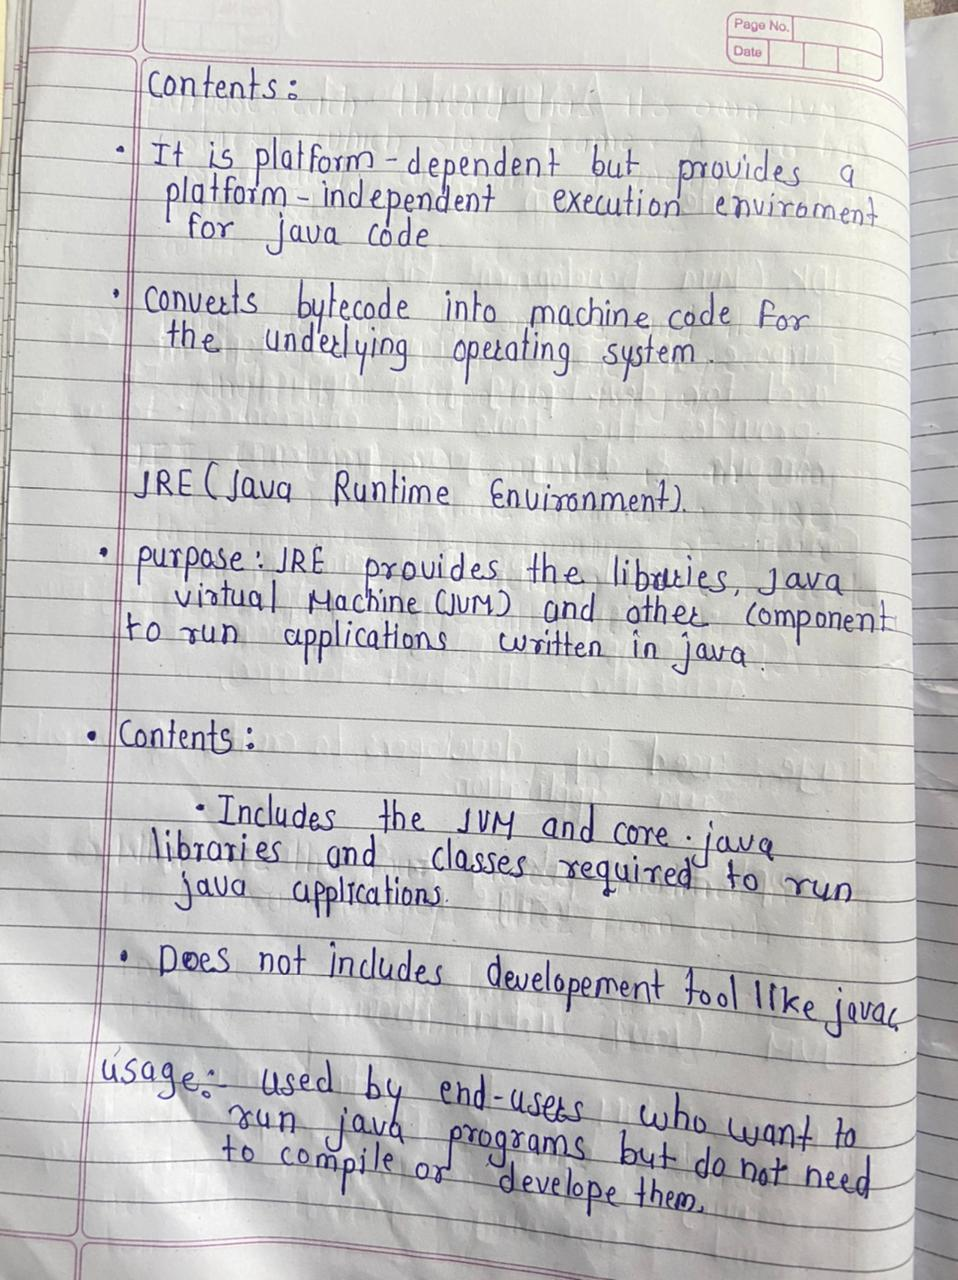 Page No.
Date
Contents:
• It is platform-dependent but provides a
platform-independent execution enviroment
for java code
• converts bytecode into machine code for
the underlying operating system.
JRE (Java Runtime Environment).
• purpose: JRE provides the libraries, Java
virtual Machine (JVM) and other component
to run applications written in java.
• Contents:
• Includes the JVM and core java
libraries and classes required to run
java applications.
• Does not includes developement tool like javac
usage:- used by end-users who want to
run java programs but do not need
to compile or develope them.